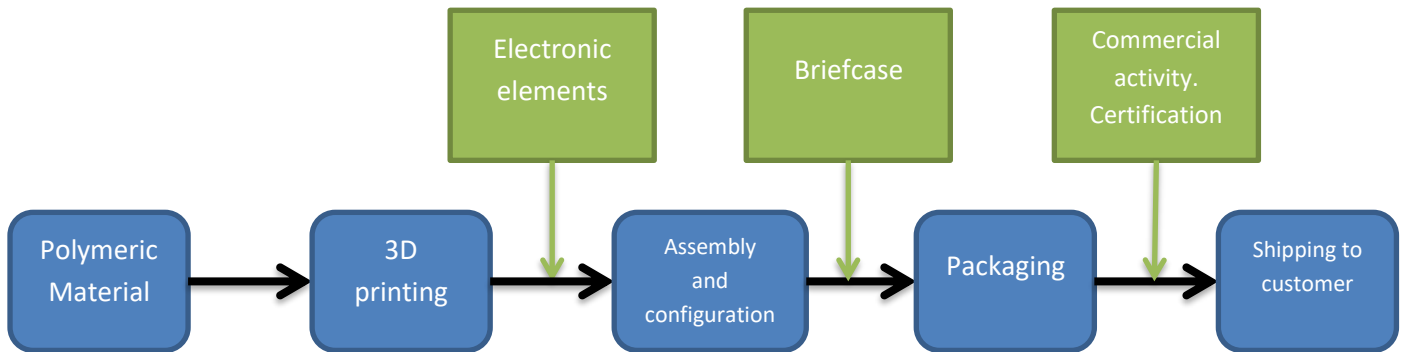 Electronic
elements
Briefcase
Commercial
activity.
Certification
Polymeric
Material
3D
printing
Assembly
and
configuration
Packaging
Shipping to
customer